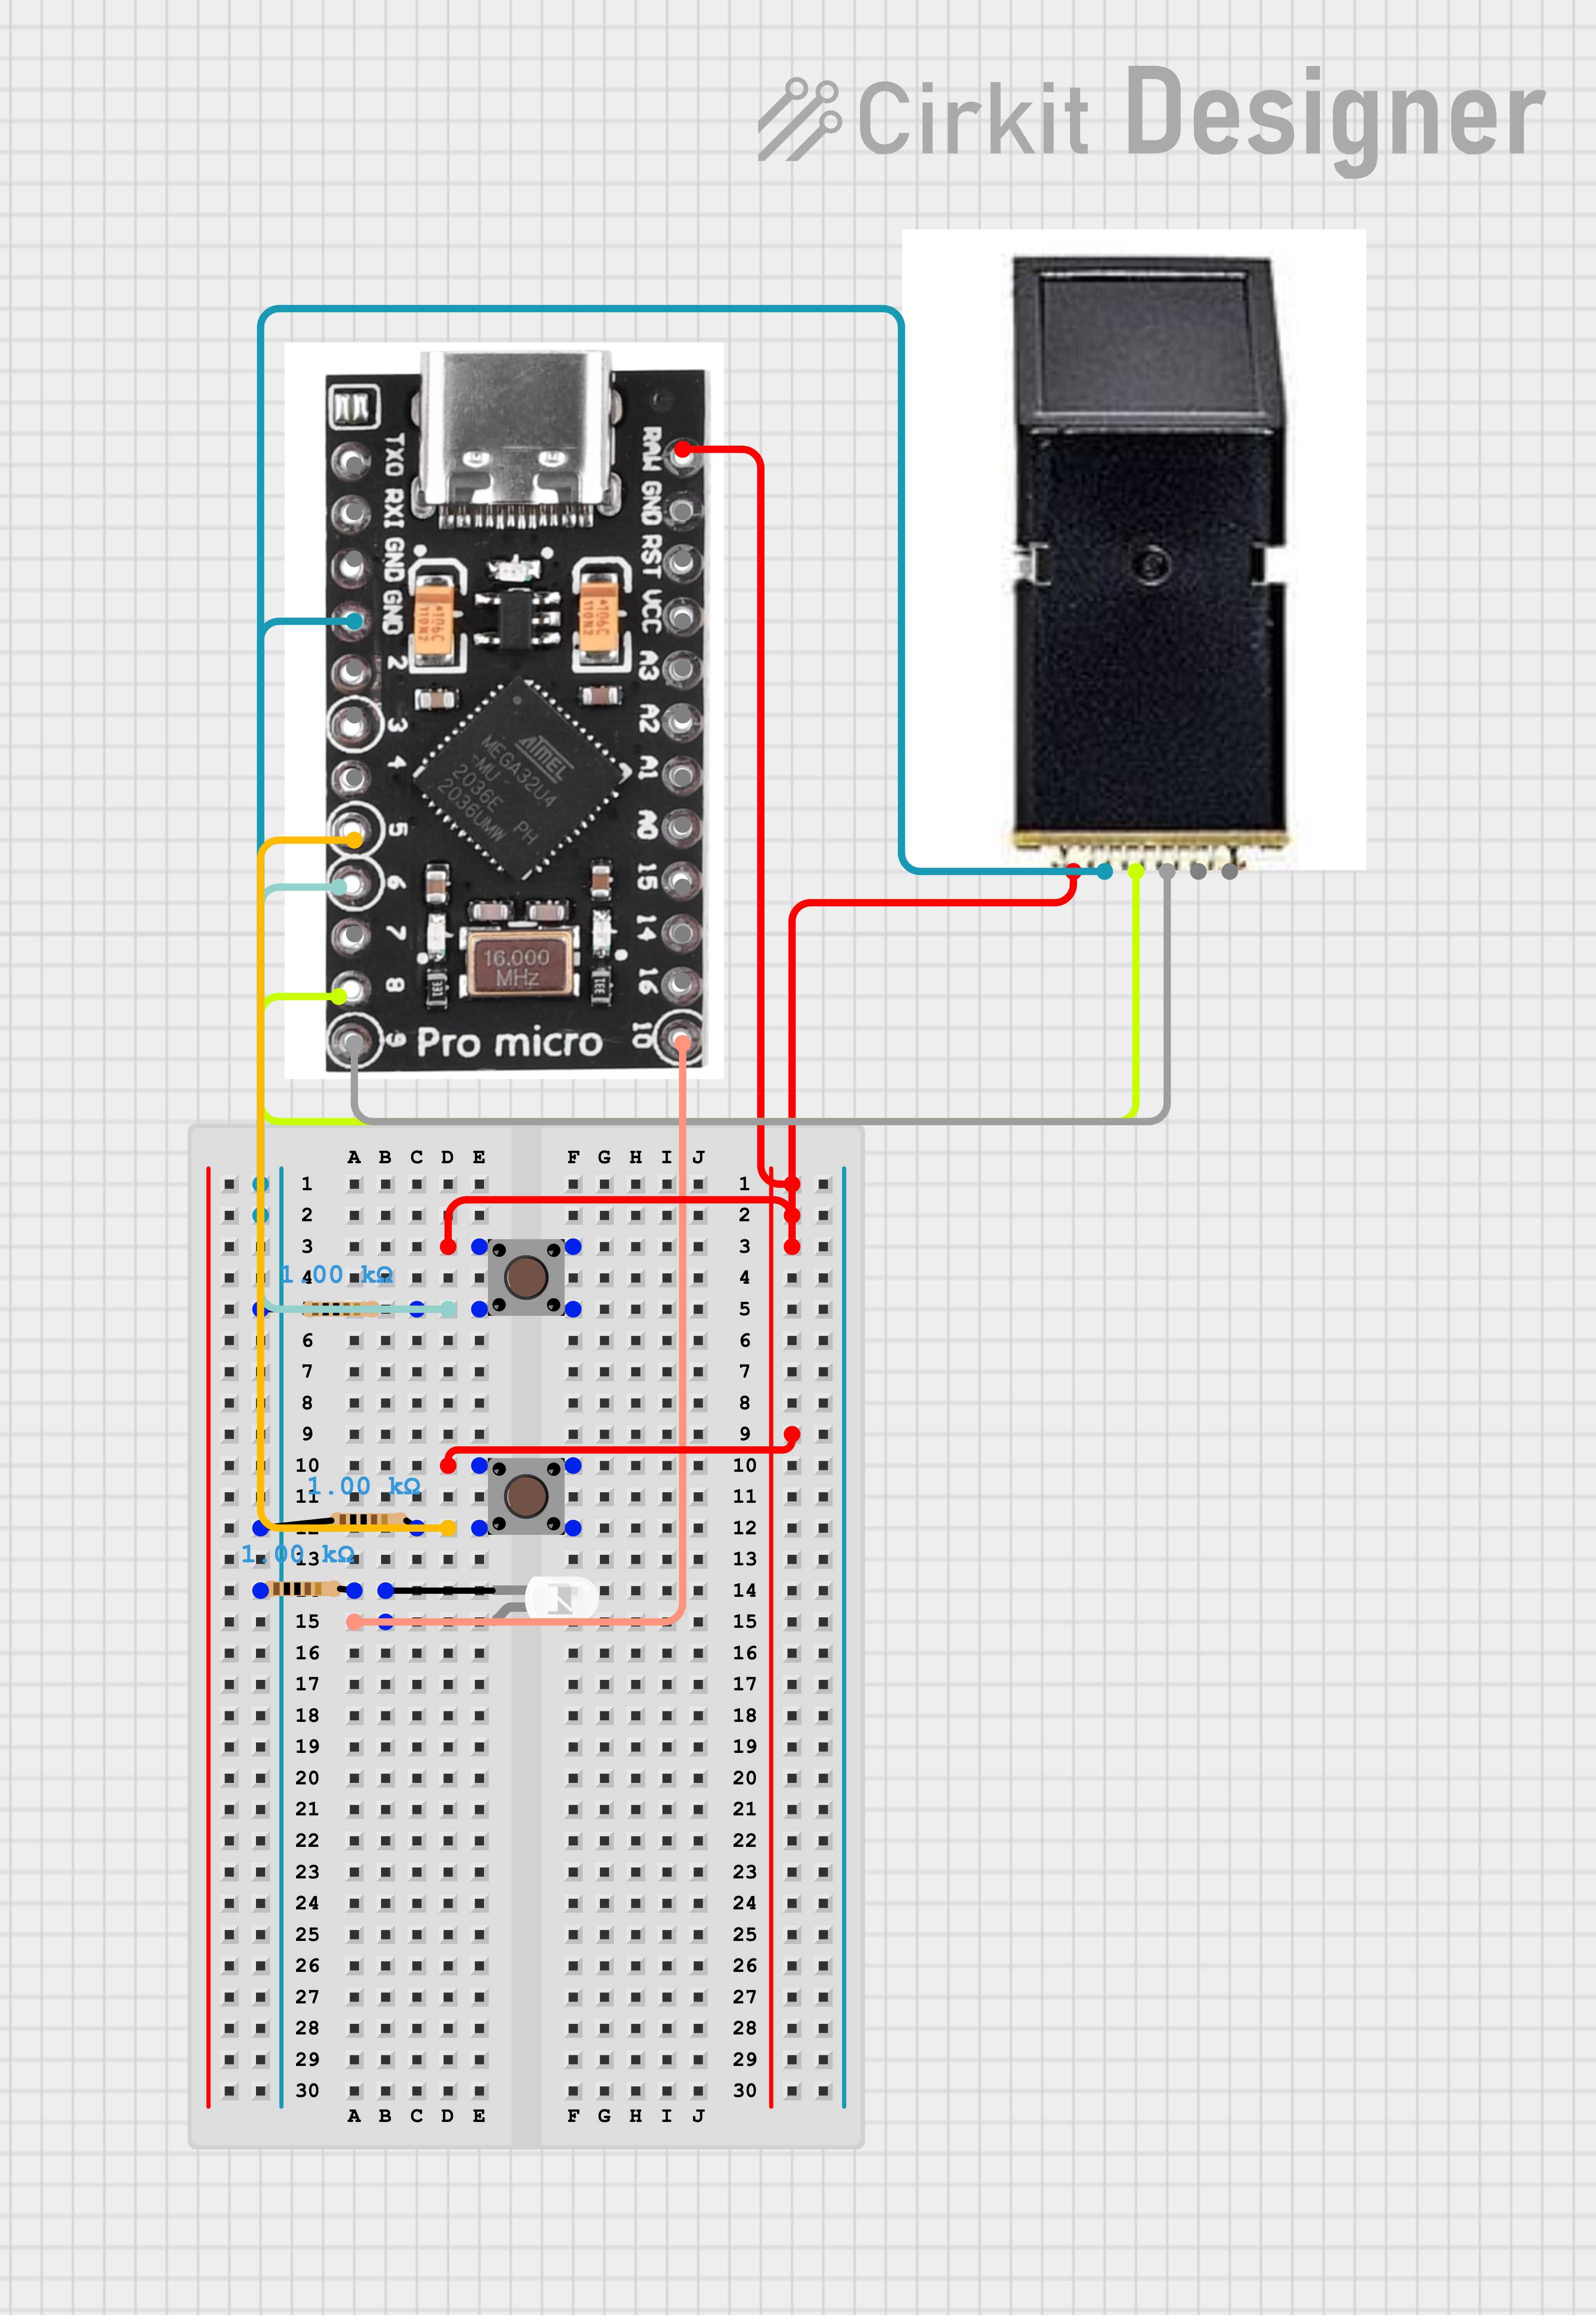 Cirkit Designer
TXO
RXI
GND
GND
2
3
4
5
6
7
8
9
RAW
GND
RST
VCC
A3
A2
A1
A0
15
14
16
10
ATMEL
MEGA32U4
-MU
2036E PH
2036UMW
16.000
MHz
331
Pro micro
A B C D E F G H I J
1 1
2 2
3 3
1.00 kΩ
4 4
5
6 6
7 7
8 8
9 9
10 10
1.00 kΩ
11 11
12 12
1.00 kΩ
13 13
14 14
15 15
16 16
17 17
18 18
19 19
20 20
21 21
22 22
23 23
24 24
25 25
26 26
27 27
28 28
29 29
30 30
A B C D E F G H I J